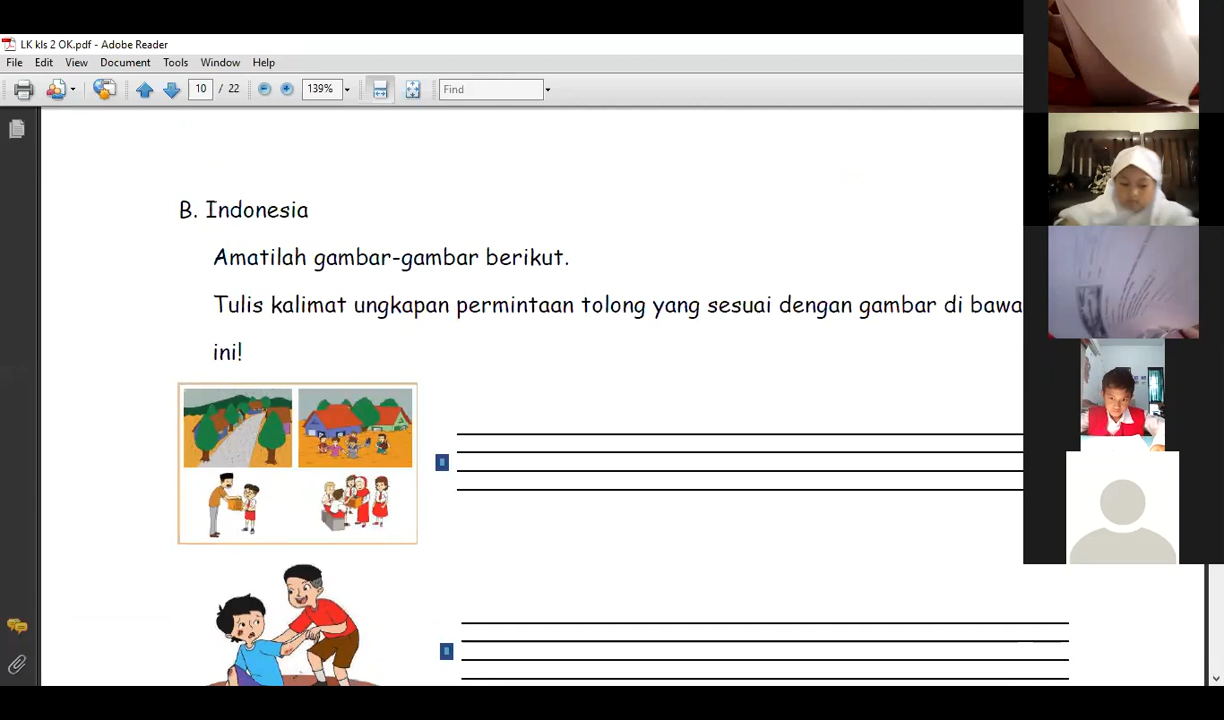 LK kls 2 OK.pdf - Adobe Reader
File Edit View Document Tools Window Help
10 / 22 139% Find
B. Indonesia
Amatilah gambar-gambar berikut.
Tulis kalimat ungkapan permintaan tolong yang sesuai dengan gambar di bawa
ini!